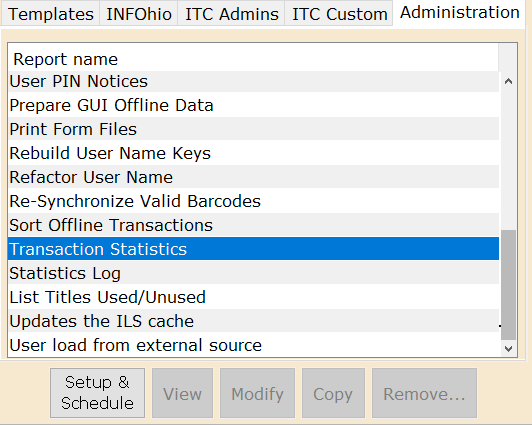 Templates INFOhio ITC Admins ITC Custom Administration
Report name
User PIN Notices
Prepare GUI Offline Data
Print Form Files
Rebuild User Name Keys
Refactor User Name
Re-Synchronize Valid Barcodes
Sort Offline Transactions
Transaction Statistics
Statistics Log
List Titles Used/Unused
Updates the ILS cache
User load from external source
Setup &
Schedule View Modify Copy Remove...